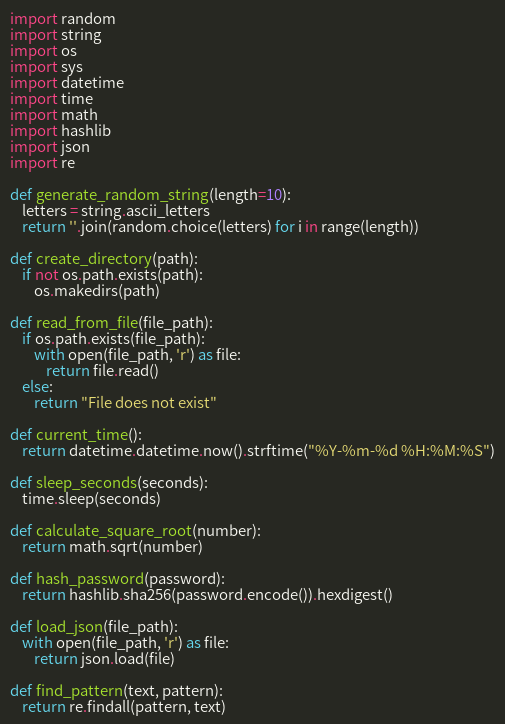 import random
import string
import os
import sys
import datetime
import time
import math
import hashlib
import json
import re

def generate_random_string(length=10):
    letters = string.ascii_letters
    return ''.join(random.choice(letters) for i in range(length))

def create_directory(path):
    if not os.path.exists(path):
        os.makedirs(path)

def read_from_file(file_path):
    if os.path.exists(file_path):
        with open(file_path, 'r') as file:
            return file.read()
    else:
        return "File does not exist"

def current_time():
    return datetime.datetime.now().strftime("%Y-%m-%d %H:%M:%S")

def sleep_seconds(seconds):
    time.sleep(seconds)

def calculate_square_root(number):
    return math.sqrt(number)

def hash_password(password):
    return hashlib.sha256(password.encode()).hexdigest()

def load_json(file_path):
    with open(file_path, 'r') as file:
        return json.load(file)

def find_pattern(text, pattern):
    return re.findall(pattern, text)